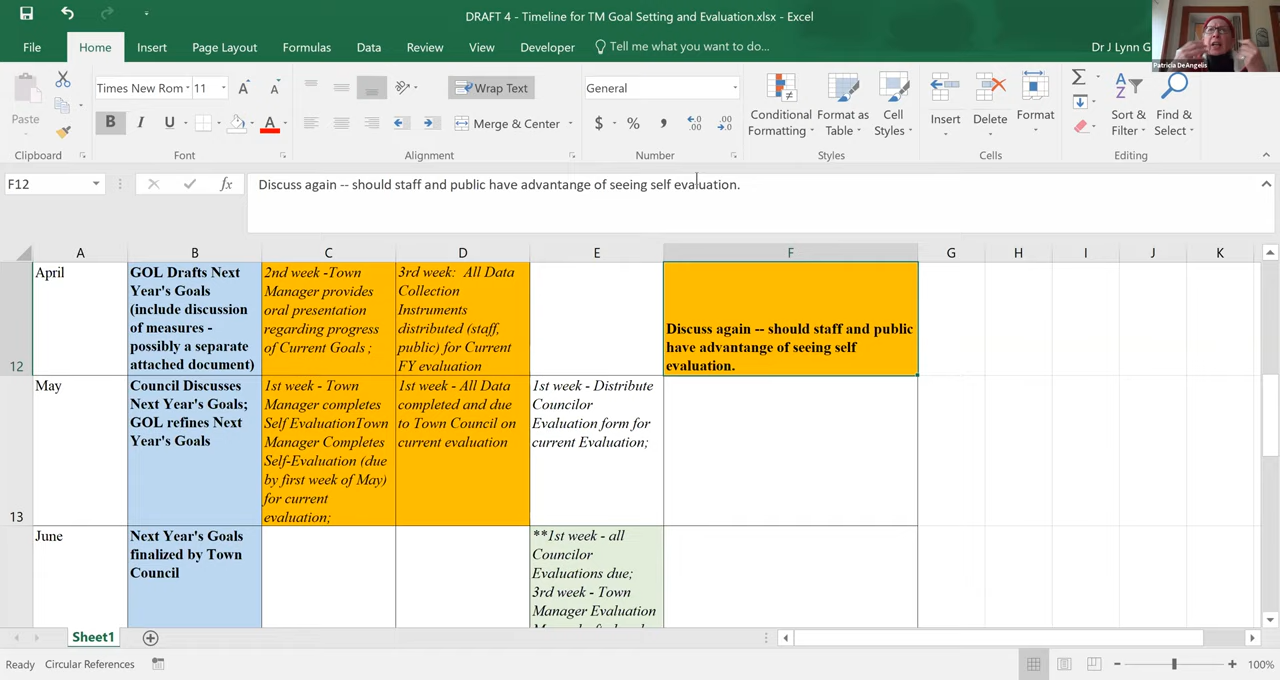 DRAFT 4 - Timeline for TM Goal Setting and Evaluation.xlsx - Excel
File Home Insert Page Layout Formulas Data Review View Developer Tell me what you want to do... Dr J Lynn G
Patricia DeAngelis
Paste
Times New Rom 11
B I U A
Wrap Text
Merge & Center
General
$ % ,
Conditional Formatting
Format as Table
Cell Styles
Insert
Delete
Format
Sort & Filter
Find & Select
Clipboard Font Alignment Number Styles Cells Editing
F12
fx
Discuss again -- should staff and public have advantange of seeing self evaluation.
A B C D E F G H I J K
12
April
GOL Drafts Next
Year's Goals
(include discussion
of measures -
possibly a separate
attached document)
2nd week -Town
Manager provides
oral presentation
regarding progress
of Current Goals ;
3rd week: All Data
Collection
Instruments
distributed (staff,
public) for Current
FY evaluation
Discuss again -- should staff and public
have advantange of seeing self
evaluation.
13
May
Council Discusses
Next Year's Goals;
GOL refines Next
Year's Goals
1st week - Town
Manager completes
Self EvaluationTown
Manager Completes
Self-Evaluation (due
by first week of May)
for current
evaluation;
1st week - All Data
completed and due
to Town Council on
current evaluation
1st week - Distribute
Councilor
Evaluation form for
current Evaluation;
June
Next Year's Goals
finalized by Town
Council
**1st week - all
Councilor
Evaluations due;
3rd week - Town
Manager Evaluation
Sheet1
Ready Circular References
100%